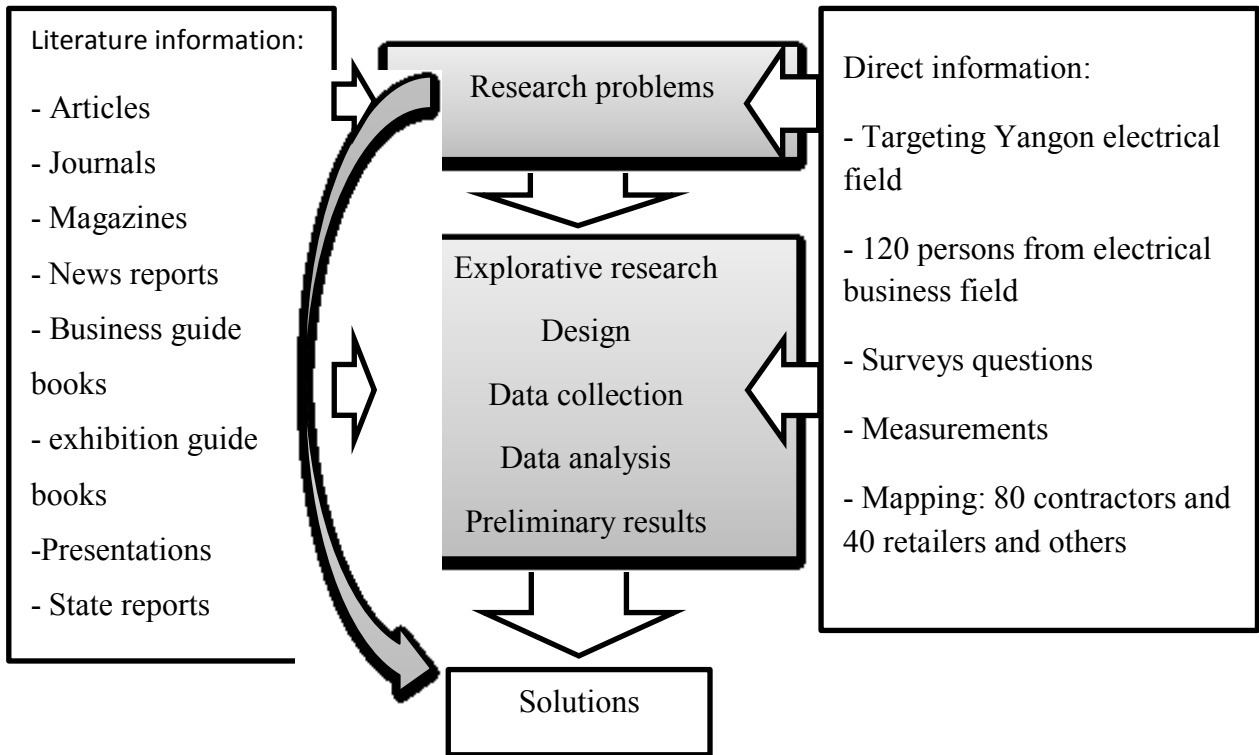 Literature information:
- Articles
- Journals
- Magazines
- News reports
- Business guide
books
- exhibition guide
books
-Presentations
- State reports
Research problems
Explorative research
Design
Data collection
Data analysis
Preliminary results
Solutions
Direct information:
- Targeting Yangon electrical
field
- 120 persons from electrical
business field
- Surveys questions
- Measurements
- Mapping: 80 contractors and
40 retailers and others